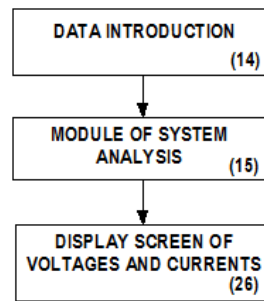 DATA INTRODUCTION
(14)
MODULE OF SYSTEM
ANALYSIS
(15)
DISPLAY SCREEN OF
VOLTAGES AND CURRENTS
(26)